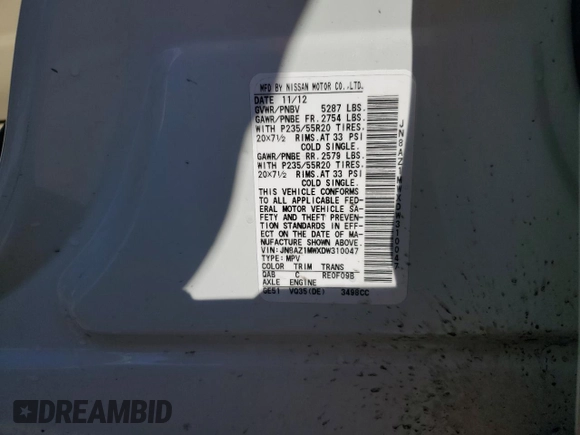 MFD BY NISSAN MOTOR CO.,LTD.
DATE 11/12
GVWR/PNBV 5287 LBS.
GAWR/PNBE FR. 2754 LBS.
WITH P235/55R20 TIRES.
20X7½ RIMS.AT 33 PSI
COLD SINGLE.
GAWR/PNBE RR. 2579 LBS.
WITH P235/55R20 TIRES.
20X7½ RIMS.AT 33 PSI
COLD SINGLE.
THIS VEHICLE CONFORMS
TO ALL APPLICABLE FED-
ERAL MOTOR VEHICLE SA-
FETY AND THEFT PREVEN-
TION STANDARDS IN EFF-
ECT ON THE DATE OF MA-
NUFACTURE SHOWN ABOVE.
VIN:JN8AZ1MWXDW310047
TYPE:MPV
COLOR TRIM TRANS
QAB C RE0F09B
AXLE ENGINE
GE51 VQ35(DE) 3498CC
JN8AZ1MWXDW310047
DREAMBID